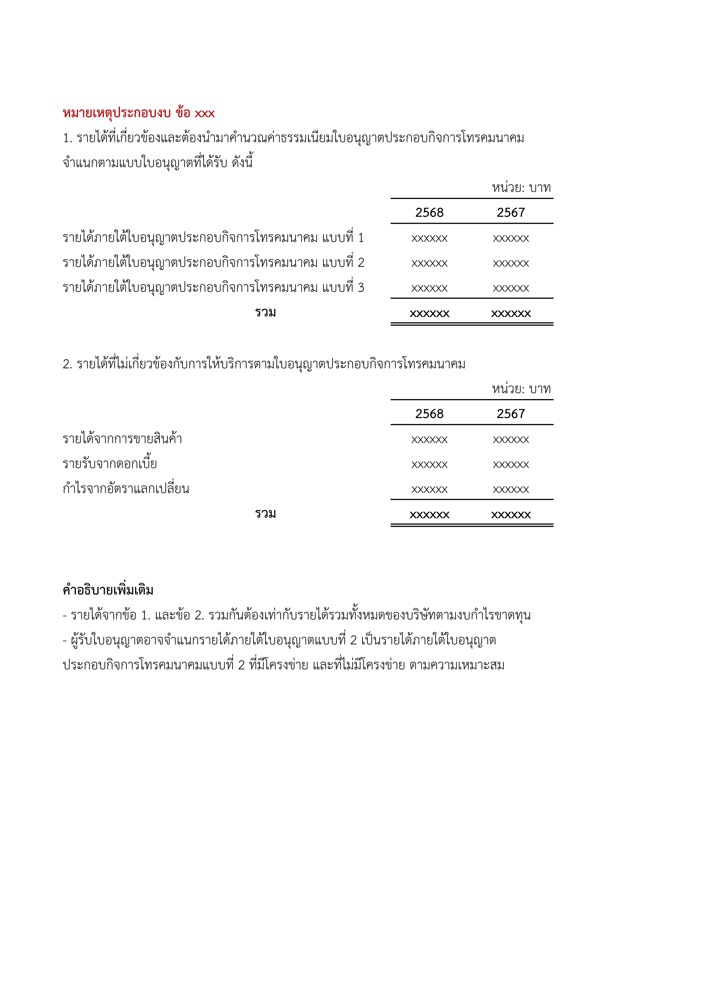 หมายเหตุประกอบงบ ข้อ xxx
1. รายได้ที่เกี่ยวข้องและต้องนำมาคำนวณค่าธรรมเนียมใบอนุญาตประกอบกิจการโทรคมนาคม
จำแนกตามแบบใบอนุญาตที่ได้รับ ดังนี้
หน่วย: บาท
2568 2567
รายได้ภายใต้ใบอนุญาตประกอบกิจการโทรคมนาคม แบบที่ 1 xxxxxx xxxxxx
รายได้ภายใต้ใบอนุญาตประกอบกิจการโทรคมนาคม แบบที่ 2 xxxxxx xxxxxx
รายได้ภายใต้ใบอนุญาตประกอบกิจการโทรคมนาคม แบบที่ 3 xxxxxx xxxxxx
รวม xxxxxx xxxxxx
2. รายได้ที่ไม่เกี่ยวข้องกับการให้บริการตามใบอนุญาตประกอบกิจการโทรคมนาคม
หน่วย: บาท
2568 2567
รายได้จากการขายสินค้า xxxxxx xxxxxx
รายรับจากดอกเบี้ย xxxxxx xxxxxx
กำไรจากอัตราแลกเปลี่ยน xxxxxx xxxxxx
รวม xxxxxx xxxxxx
คำอธิบายเพิ่มเติม
- รายได้จากข้อ 1. และข้อ 2. รวมกันต้องเท่ากับรายได้รวมทั้งหมดของบริษัทตามงบกำไรขาดทุน
- ผู้รับใบอนุญาตอาจจำแนกรายได้ภายใต้ใบอนุญาตแบบที่ 2 เป็นรายได้ภายใต้ใบอนุญาต
ประกอบกิจการโทรคมนาคมแบบที่ 2 ที่มีโครงข่าย และที่ไม่มีโครงข่าย ตามความเหมาะสม